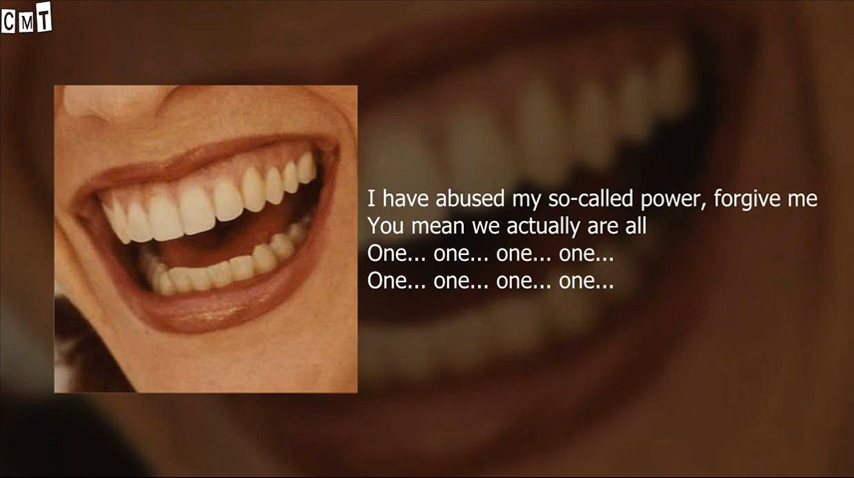 CMT
I have abused my so-called power, forgive me
You mean we actually are all
One... one... one... one...
One... one... one... one...